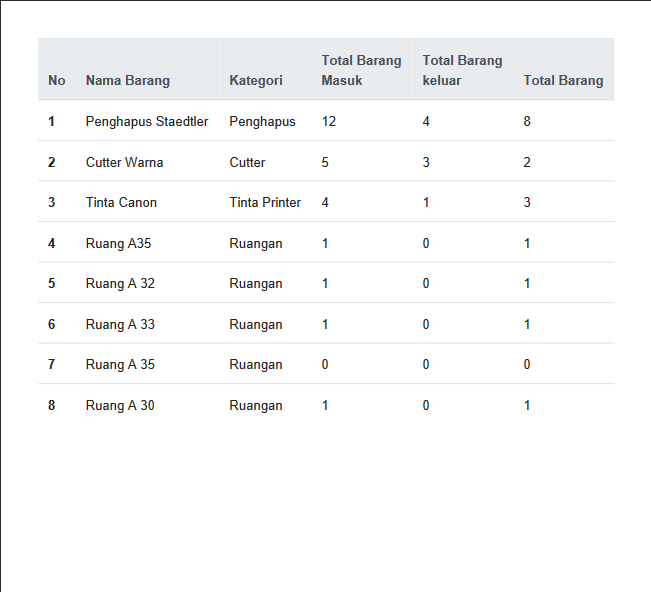 No Nama Barang Kategori Total Barang Masuk Total Barang keluar Total Barang
1 Penghapus Staedtler Penghapus 12 4 8
2 Cutter Warna Cutter 5 3 2
3 Tinta Canon Tinta Printer 4 1 3
4 Ruang A35 Ruangan 1 0 1
5 Ruang A 32 Ruangan 1 0 1
6 Ruang A 33 Ruangan 1 0 1
7 Ruang A 35 Ruangan 0 0 0
8 Ruang A 30 Ruangan 1 0 1